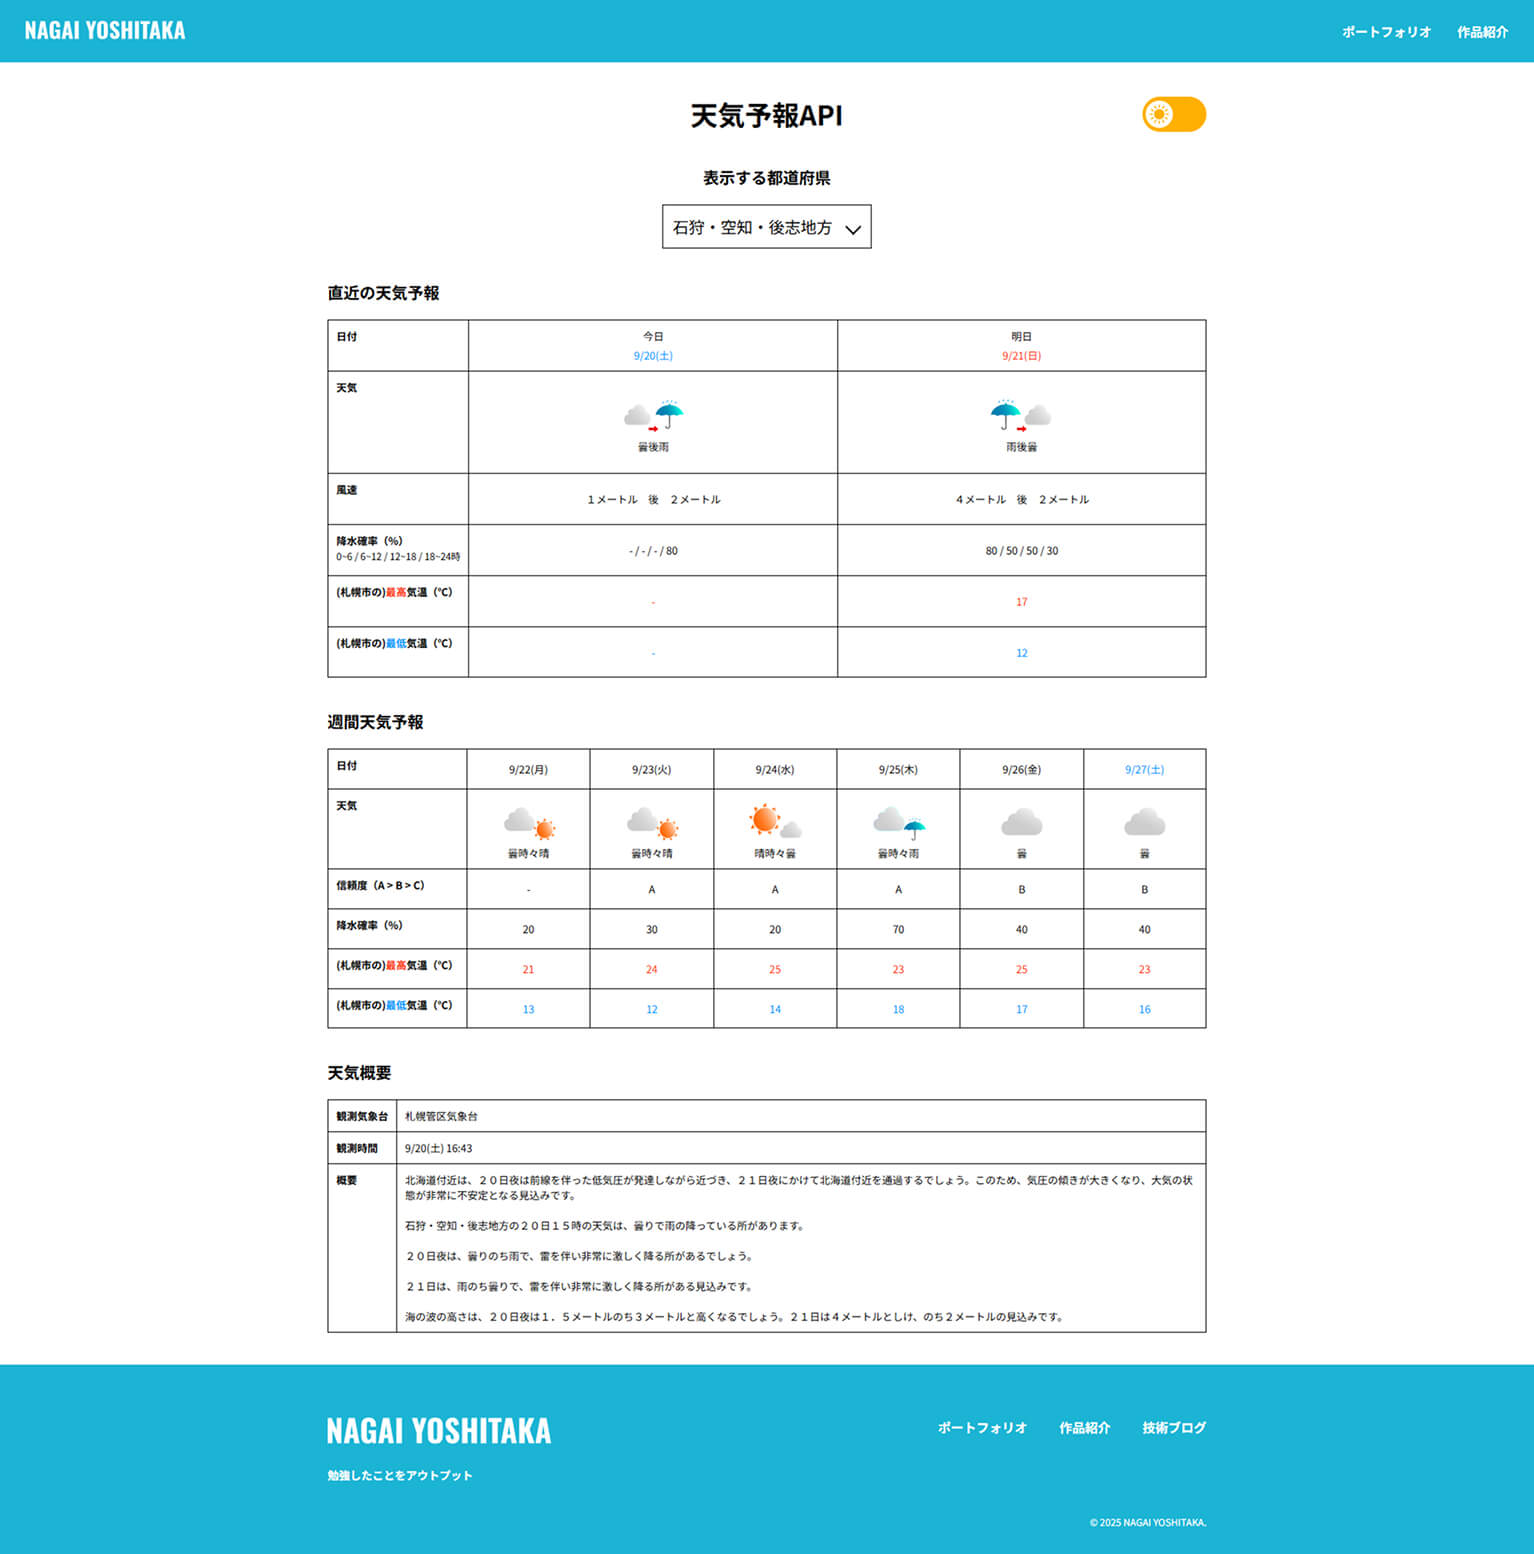 NAGAI YOSHITAKA
ポートフォリオ 作品紹介
天気予報API
表示する都道府県
石狩・空知・後志地方
直近の天気予報
日付 今日 明日
9/20(土) 9/21(日)
天気
曇後雨 雨後曇
風速 1メートル 後 2メートル 4メートル 後 2メートル
降水確率（%）
0~6 / 6~12 / 12~18 / 18~24時 - / - / - / 80 80 / 50 / 50 / 30
(札幌市の)最高気温（℃） - 17
(札幌市の)最低気温（℃） - 12
週間天気予報
日付 9/22(月) 9/23(火) 9/24(水) 9/25(木) 9/26(金) 9/27(土)
天気
曇時々晴 曇時々晴 晴時々曇 曇時々雨 曇 曇
信頼度（A > B > C） - A A A B B
降水確率（%） 20 30 20 70 40 40
(札幌市の)最高気温（℃） 21 24 25 23 25 23
(札幌市の)最低気温（℃） 13 12 14 18 17 16
天気概要
観測気象台 札幌管区気象台
観測時間 9/20(土) 16:43
概要 北海道付近は、２０日夜は前線を伴った低気圧が発達しながら近づき、２１日夜にかけて北海道付近を通過するでしょう。このため、気圧の傾きが大きくなり、大気の状
態が非常に不安定となる見込みです。
石狩・空知・後志地方の２０日１５時の天気は、曇りで雨の降っている所があります。
２０日夜は、曇りのち雨で、雷を伴い非常に激しく降る所があるでしょう。
２１日は、雨のち曇りで、雷を伴い非常に激しく降る所がある見込みです。
海の波の高さは、２０日夜は１．５メートルのち３メートルと高くなるでしょう。２１日は４メートルとしけ、のち２メートルの見込みです。
NAGAI YOSHITAKA
ポートフォリオ 作品紹介 技術ブログ
勉強したことをアウトプット
© 2025 NAGAI YOSHITAKA.